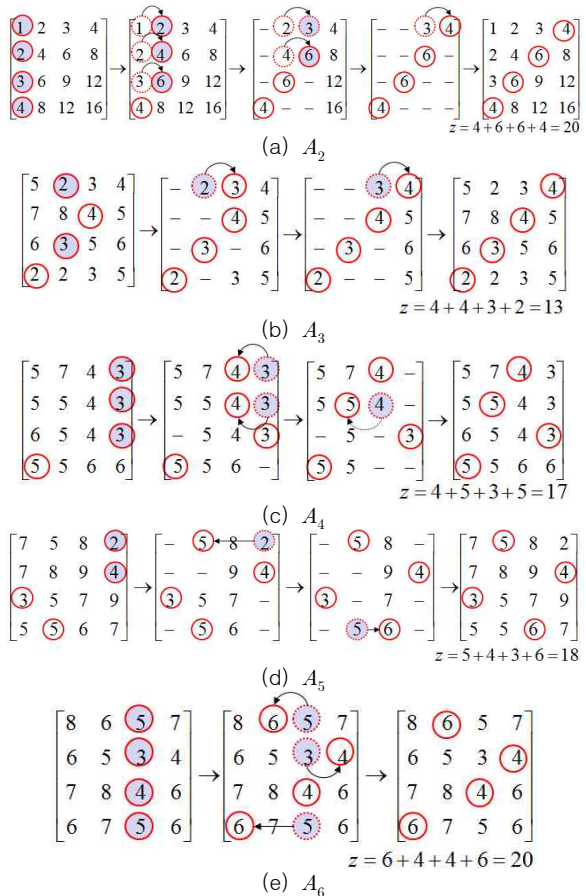 1 2 3 4 1 2 3 4 - 2 3 4 - - 3 4 1 2 3 4
2 4 6 8 2 4 6 8 - 4 6 8 - - 6 - 2 4 6 8
3 6 9 12 → 3 6 9 12 → - 6 - 12 → - 6 - - → 3 6 9 12
4 8 12 16 4 8 12 16 4 - - 16 4 - - - 4 8 12 16
z = 4 + 6 + 6 + 4 = 20
(a) A₂
5 2 3 4 - 2 3 4 - - 3 4 5 2 3 4
7 8 4 5 → - - 4 5 → - - 4 5 → 7 8 4 5
6 3 5 6 - 3 - 6 - 3 - - 6 3 5 6
2 2 3 5 2 - 3 5 2 - - 5 2 2 3 5
z = 4 + 4 + 3 + 2 = 13
(b) A₃
5 7 4 3 5 7 4 3 5 7 4 - 5 7 4 3
5 5 4 3 → 5 5 4 3 → 5 5 4 - → 5 5 4 3
6 5 4 3 - 5 4 3 - 5 - 3 6 5 4 3
5 5 6 6 5 5 6 - 5 5 - - 5 5 6 6
z = 4 + 5 + 3 + 5 = 17
(c) A₄
7 5 8 2 - 5 8 2 - 5 8 - 7 5 8 2
7 8 9 4 → - - 9 4 → - - 9 4 → 7 8 9 4
3 5 7 9 3 5 7 - 3 - 7 - 3 5 7 9
5 5 6 7 - 5 6 - - 5 6 - 5 5 6 7
z = 5 + 4 + 3 + 6 = 18
(d) A₅
8 6 5 7 8 6 5 7 8 6 5 7
6 5 3 4 → 6 5 3 4 → 6 5 3 4
7 8 4 6 7 8 4 6 7 8 4 6
6 7 5 6 6 7 5 6 6 7 5 6
z = 6 + 4 + 4 + 6 = 20
(e) A₆